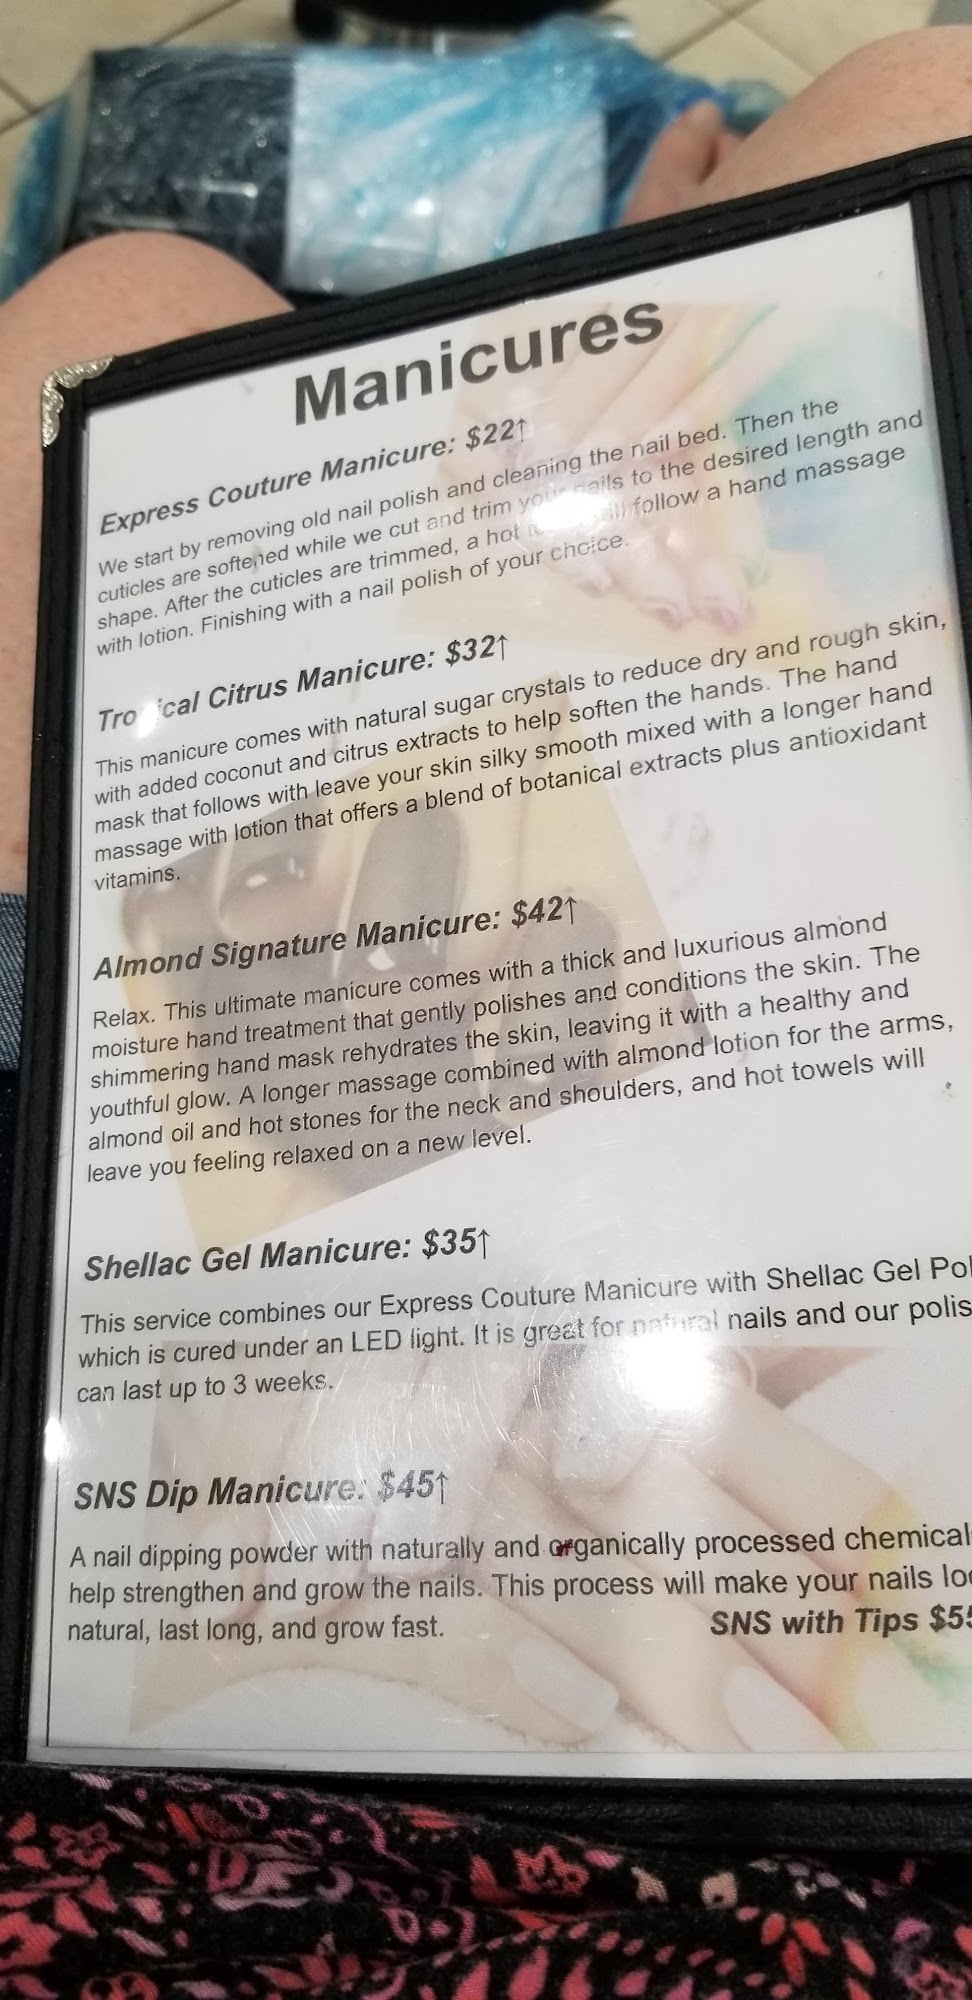 Manicures
Express Couture Manicure: $22↑
We start by removing old nail polish and cleaning the nail bed. Then the
cuticles are softened while we cut and trim your nails to the desired length and
shape. After the cuticles are trimmed, a hot follow a hand massage
with lotion. Finishing with a nail polish of your choice.
Tropical Citrus Manicure: $32↑
This manicure comes with natural sugar crystals to reduce dry and rough skin,
with added coconut and citrus extracts to help soften the hands. The hand
mask that follows with leave your skin silky smooth mixed with a longer hand
massage with lotion that offers a blend of botanical extracts plus antioxidant
vitamins.
Almond Signature Manicure: $42↑
Relax. This ultimate manicure comes with a thick and luxurious almond
moisture hand treatment that gently polishes and conditions the skin. The
shimmering hand mask rehydrates the skin, leaving it with a healthy and
youthful glow. A longer massage combined with almond lotion for the arms,
almond oil and hot stones for the neck and shoulders, and hot towels will
leave you feeling relaxed on a new level.
Shellac Gel Manicure: $35↑
This service combines our Express Couture Manicure with Shellac Gel Pol
which is cured under an LED light. It is great for natural nails and our polis
can last up to 3 weeks.
SNS Dip Manicure: $45↑
A nail dipping powder with naturally and organically processed chemical
help strengthen and grow the nails. This process will make your nails loo
natural, last long, and grow fast.
SNS with Tips $55